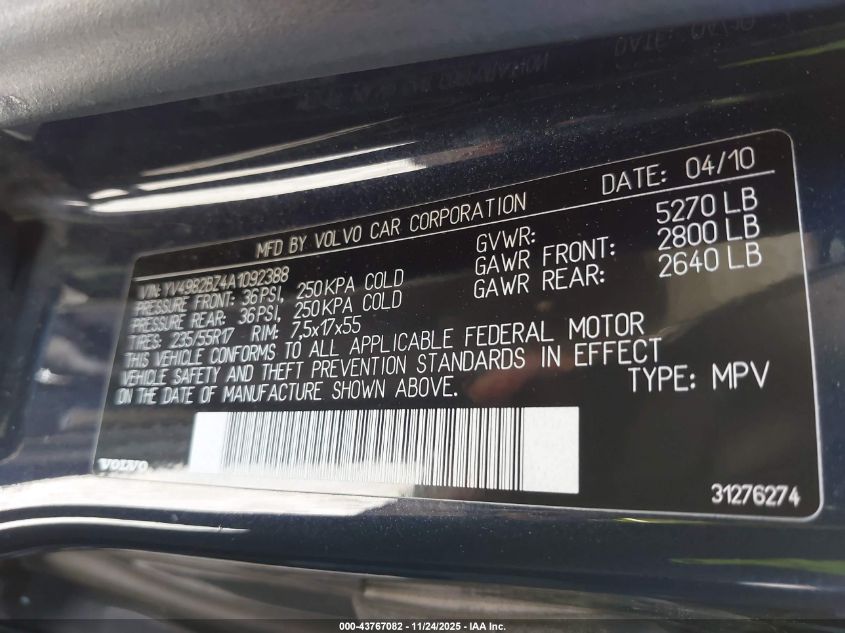 MFD BY VOLVO CAR CORPORATION
DATE: 04/10
VIN: YV4982BZ4A1092388
PRESSURE FRONT: 36PSI, 250KPA COLD
PRESSURE REAR: 36PSI, 250KPA COLD
TIRES: 235/55R17 RIM: 7,5x17x55
GVWR: 5270 LB
GAWR FRONT: 2800 LB
GAWR REAR: 2640 LB
THIS VEHICLE CONFORMS TO ALL APPLICABLE FEDERAL MOTOR
VEHICLE SAFETY AND THEFT PREVENTION STANDARDS IN EFFECT
ON THE DATE OF MANUFACTURE SHOWN ABOVE.
TYPE: MPV
VOLVO
31276274
000-43767082 - 11/24/2025 - IAA Inc.